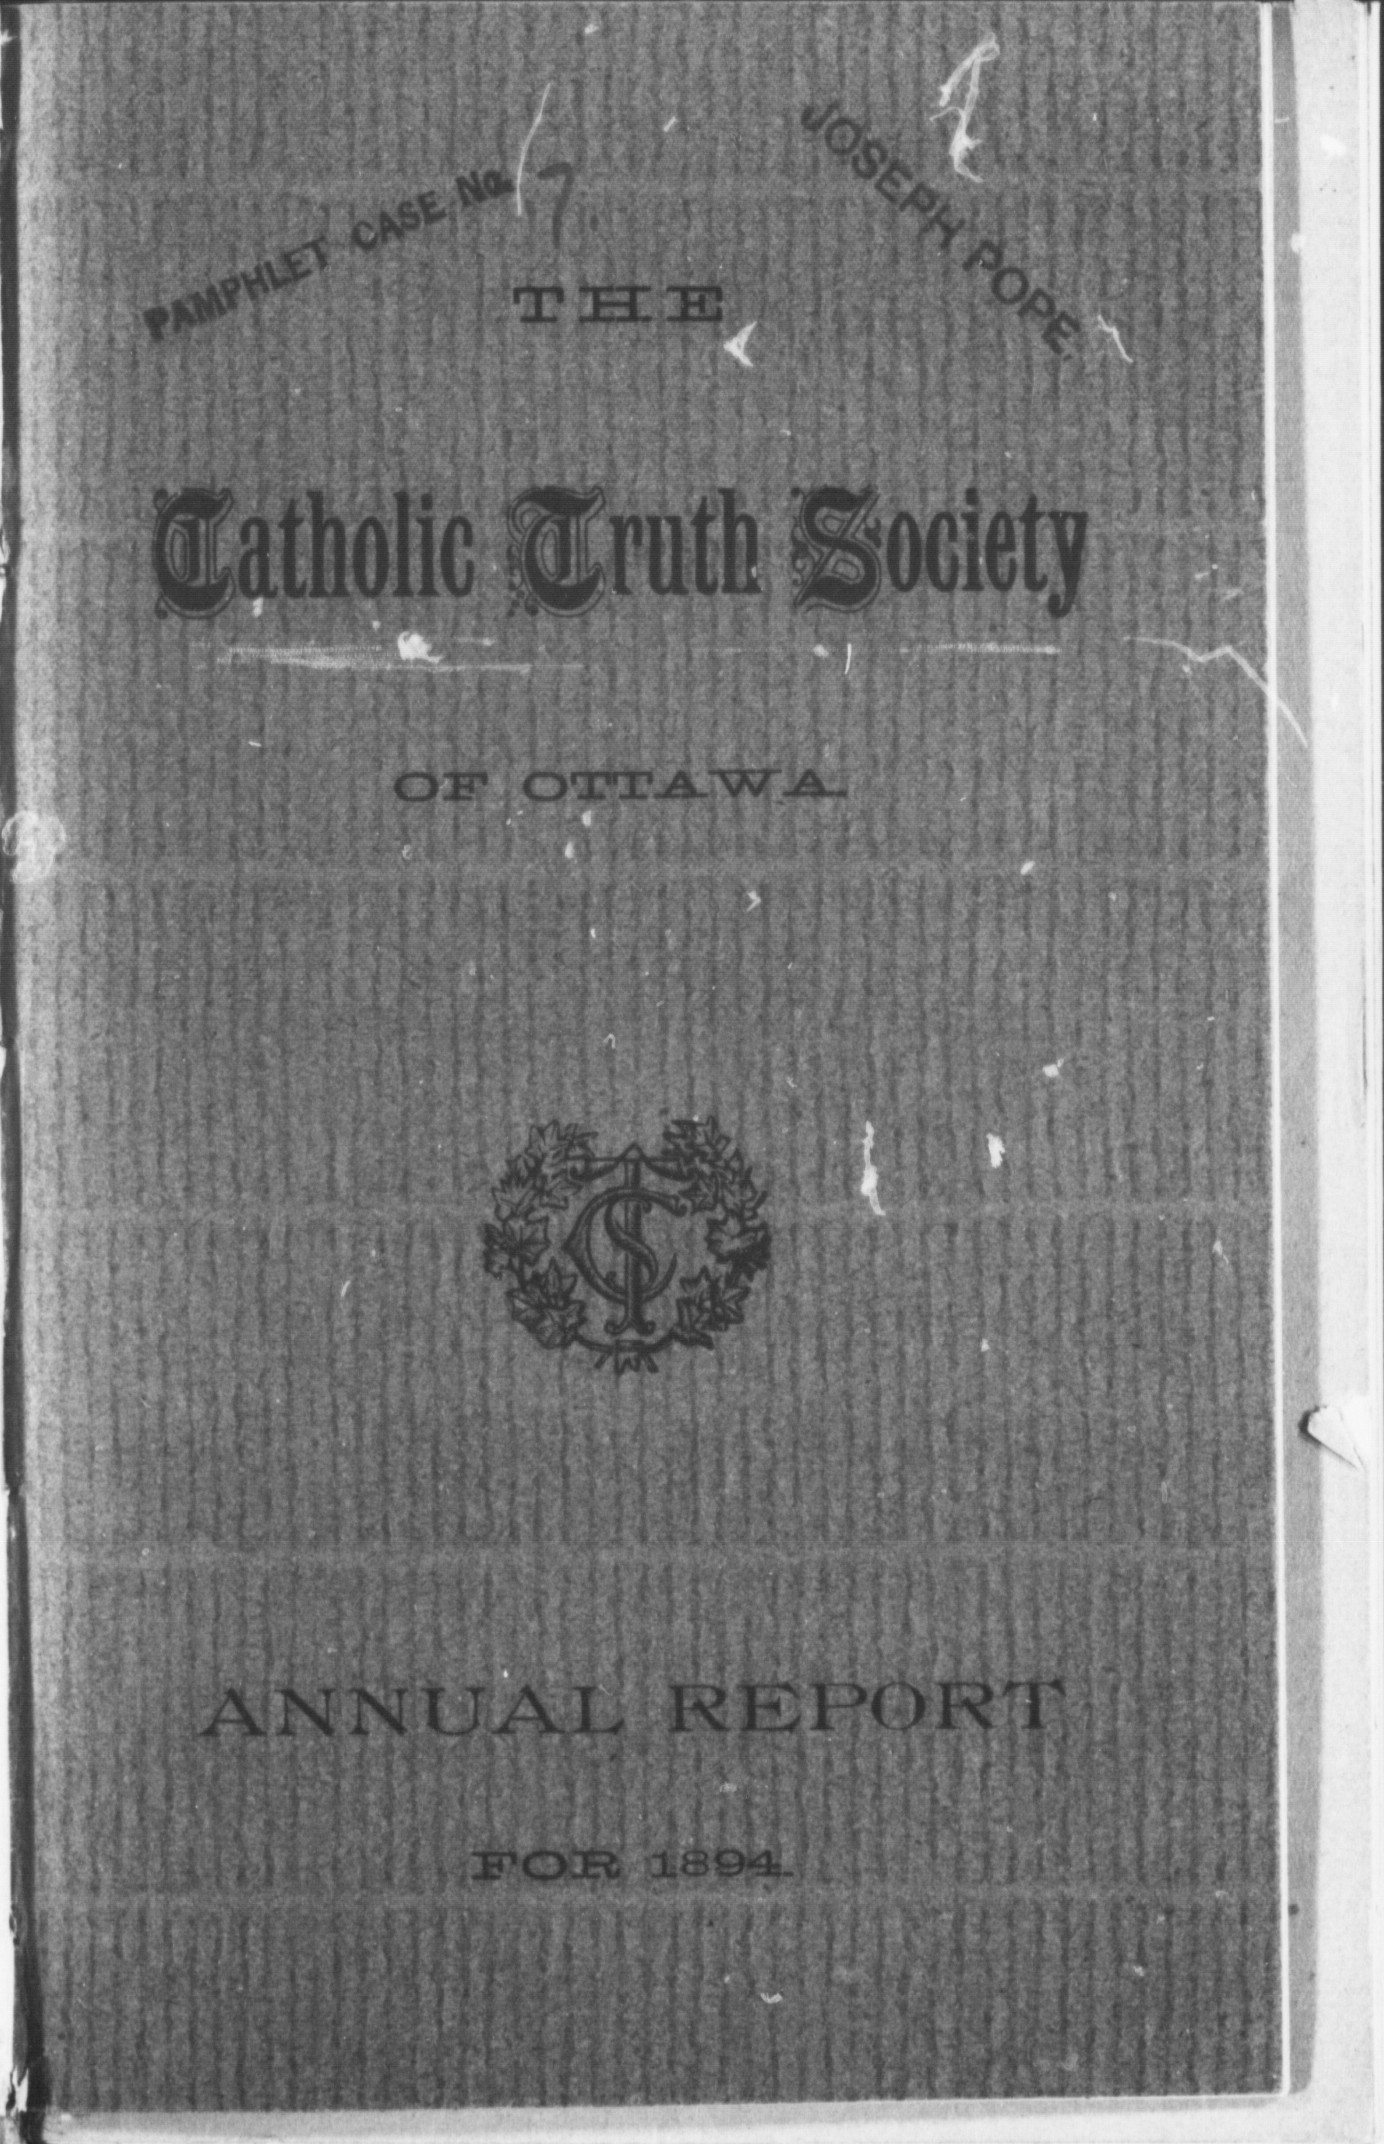 PAMPHLET CASE No. 7.
JOSEPH POPE.
THE
Catholic Truth Society
OF OTTAWA.
CTS
ANNUAL REPORT
FOR 1894.